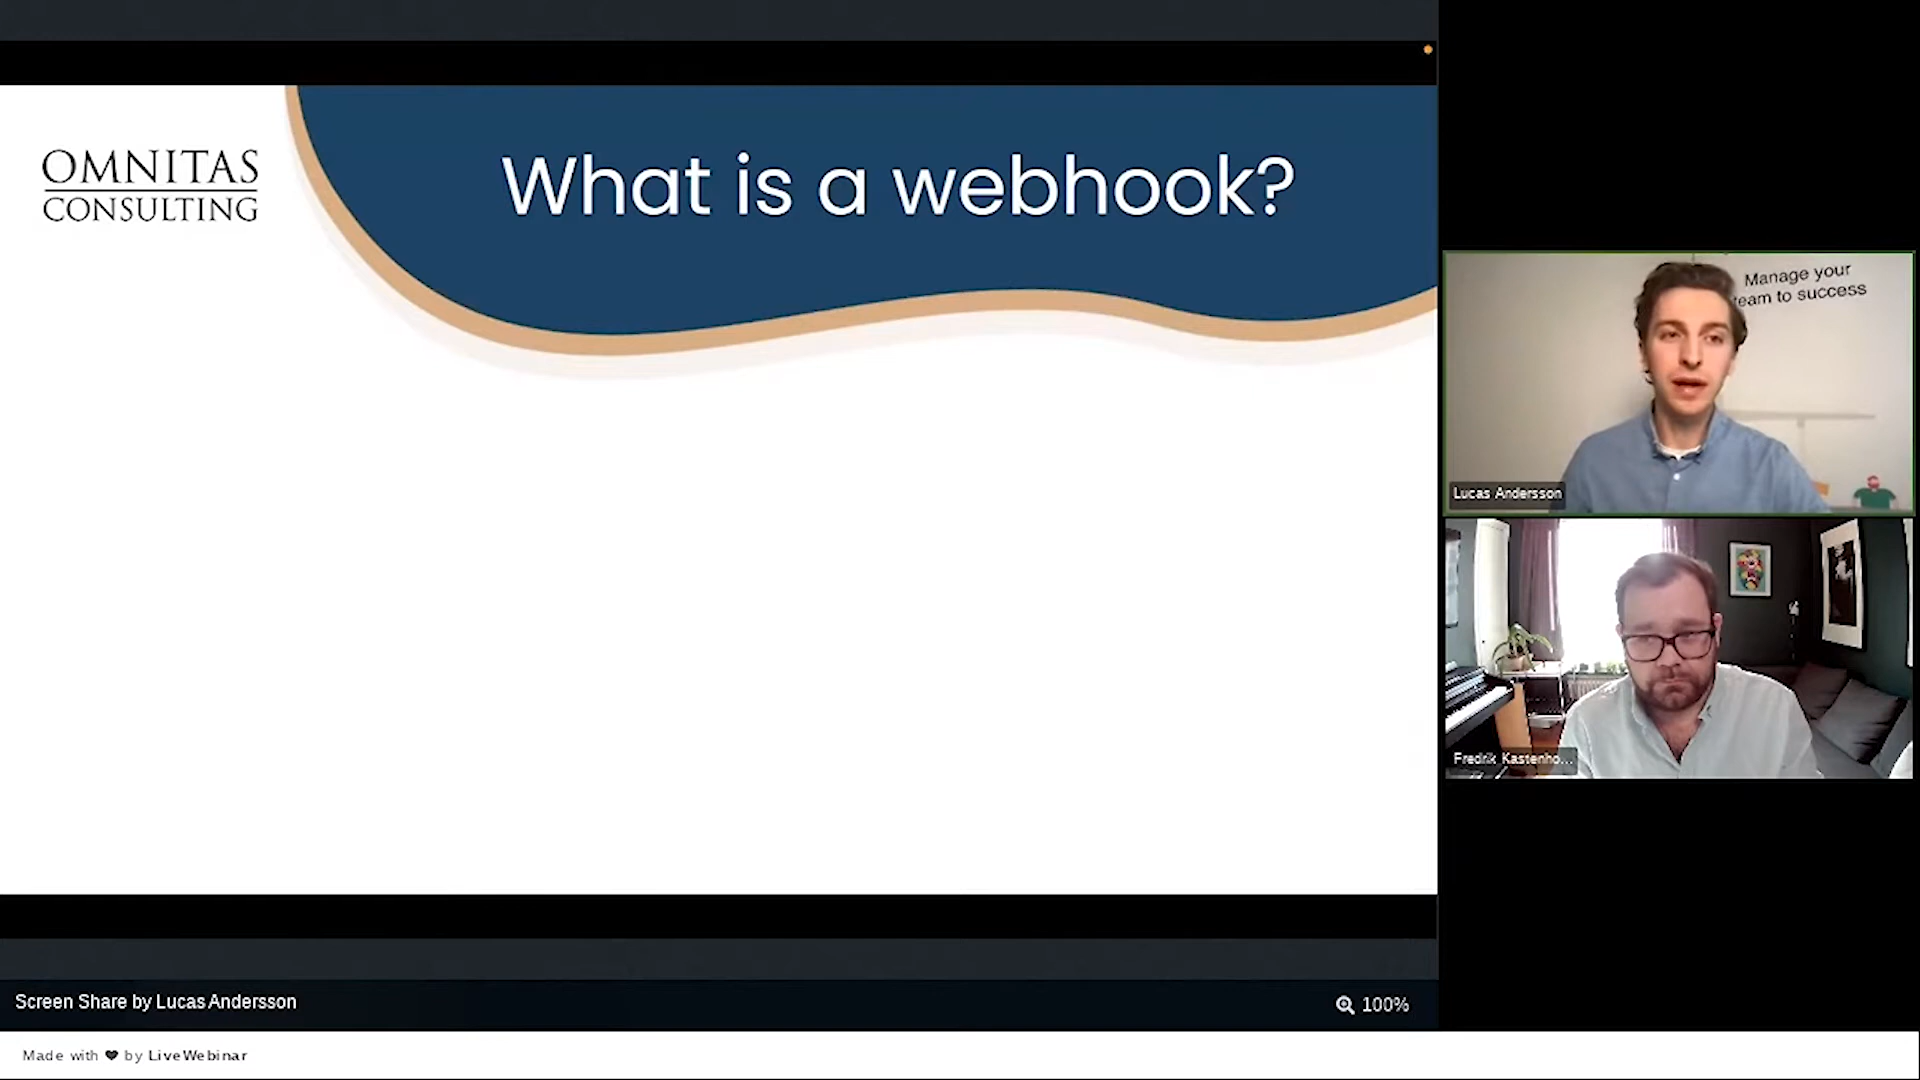 OMNITAS
CONSULTING
What is a webhook?
Manage your
team to success
Lucas Andersson
Fredrik Kastenho...
Screen Share by Lucas Andersson
100%
Made with ❤ by LiveWebinar